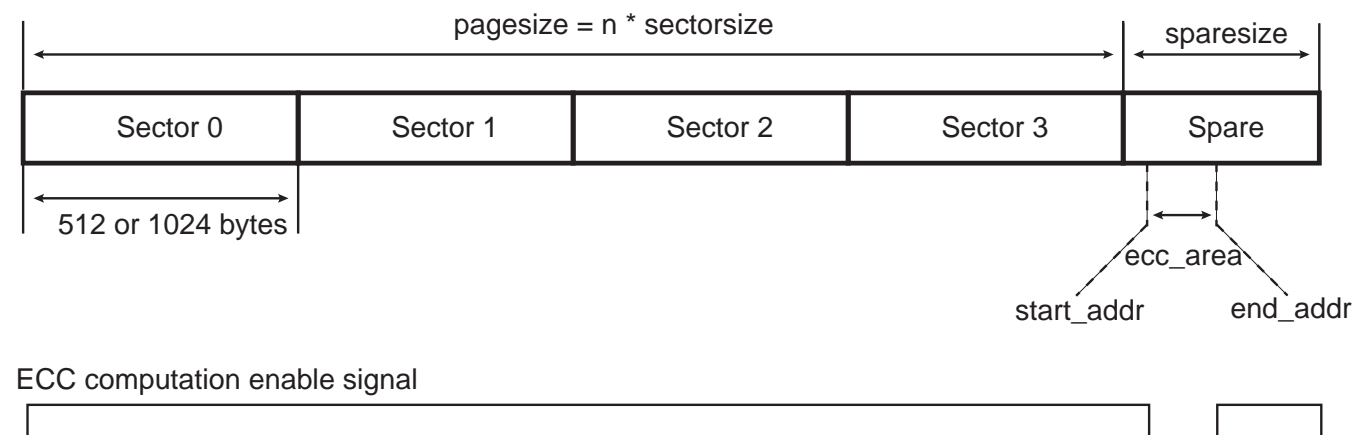 pagesize = n * sectorsize
sparesize
Sector 0
Sector 1
Sector 2
Sector 3
Spare
512 or 1024 bytes
ecc_area
start_addr
end_addr
ECC computation enable signal